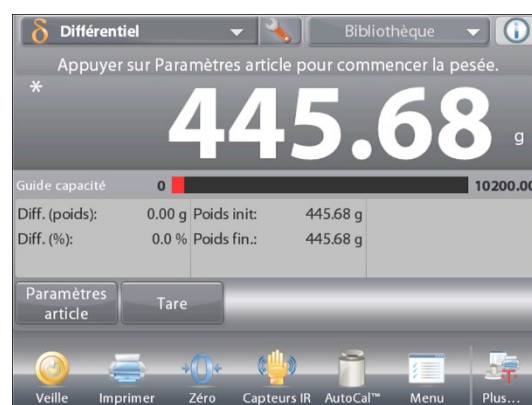 δ Différentiel Bibliothèque
Appuyer sur Paramètres article pour commencer la pesée.
* 445.68 g
Guide capacité 0 10200.00
Diff. (poids): 0.00 g Poids init: 445.68 g
Diff. (%): 0.0 % Poids fin.: 445.68 g
Paramètres article Tare
Veille Imprimer Zéro Capteurs IR AutoCal™ Menu Plus...